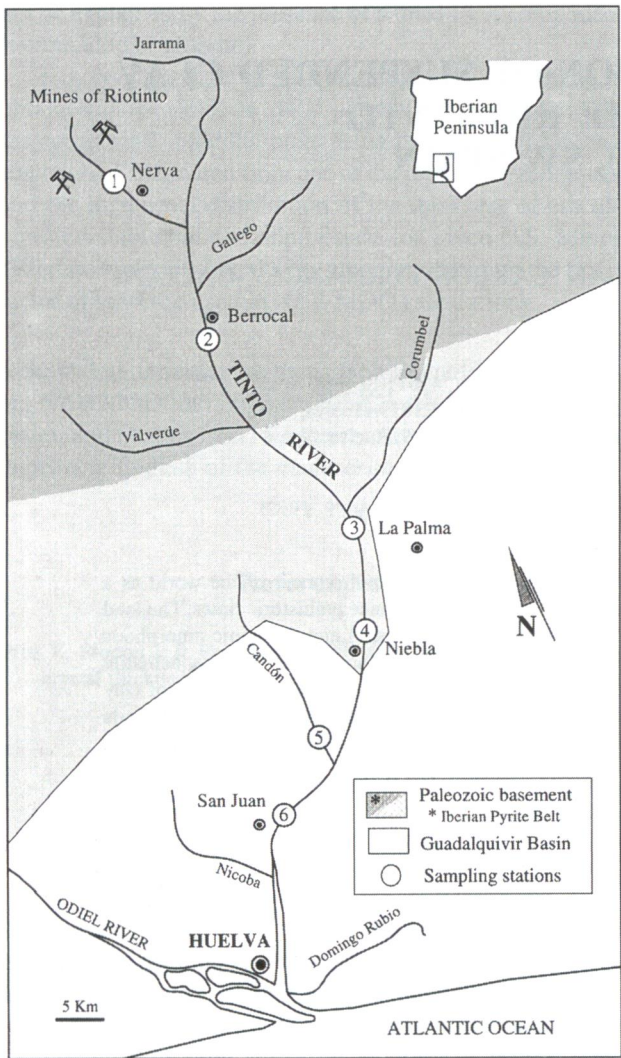 Jarrama
Mines of Riotinto
Iberian
Peninsula
1
Nerva
Gallego
Berrocal
2
Corumbel
TINTO
RIVER
Valverde
3
La Palma
N
4
Niebla
Candón
5
San Juan
6
Nicoba
* Paleozoic basement
* Iberian Pyrite Belt
Guadalquivir Basin
Sampling stations
ODIEL RIVER
HUELVA
Domingo Rubio
5 Km
ATLANTIC OCEAN